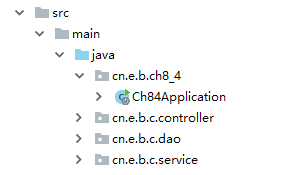 src
main
java
cn.e.b.ch8_4
Ch84Application
cn.e.b.c.controller
cn.e.b.c.dao
cn.e.b.c.service